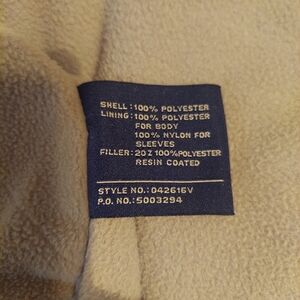 SHELL:100% POLYESTER
LINING:100% POLYESTER
FOR BODY
100% NYLON FOR
SLEEVES
FILLER:20Z 100%POLYESTER
RESIN COATED
STYLE NO.:042616V
P.O. NO.:5003294